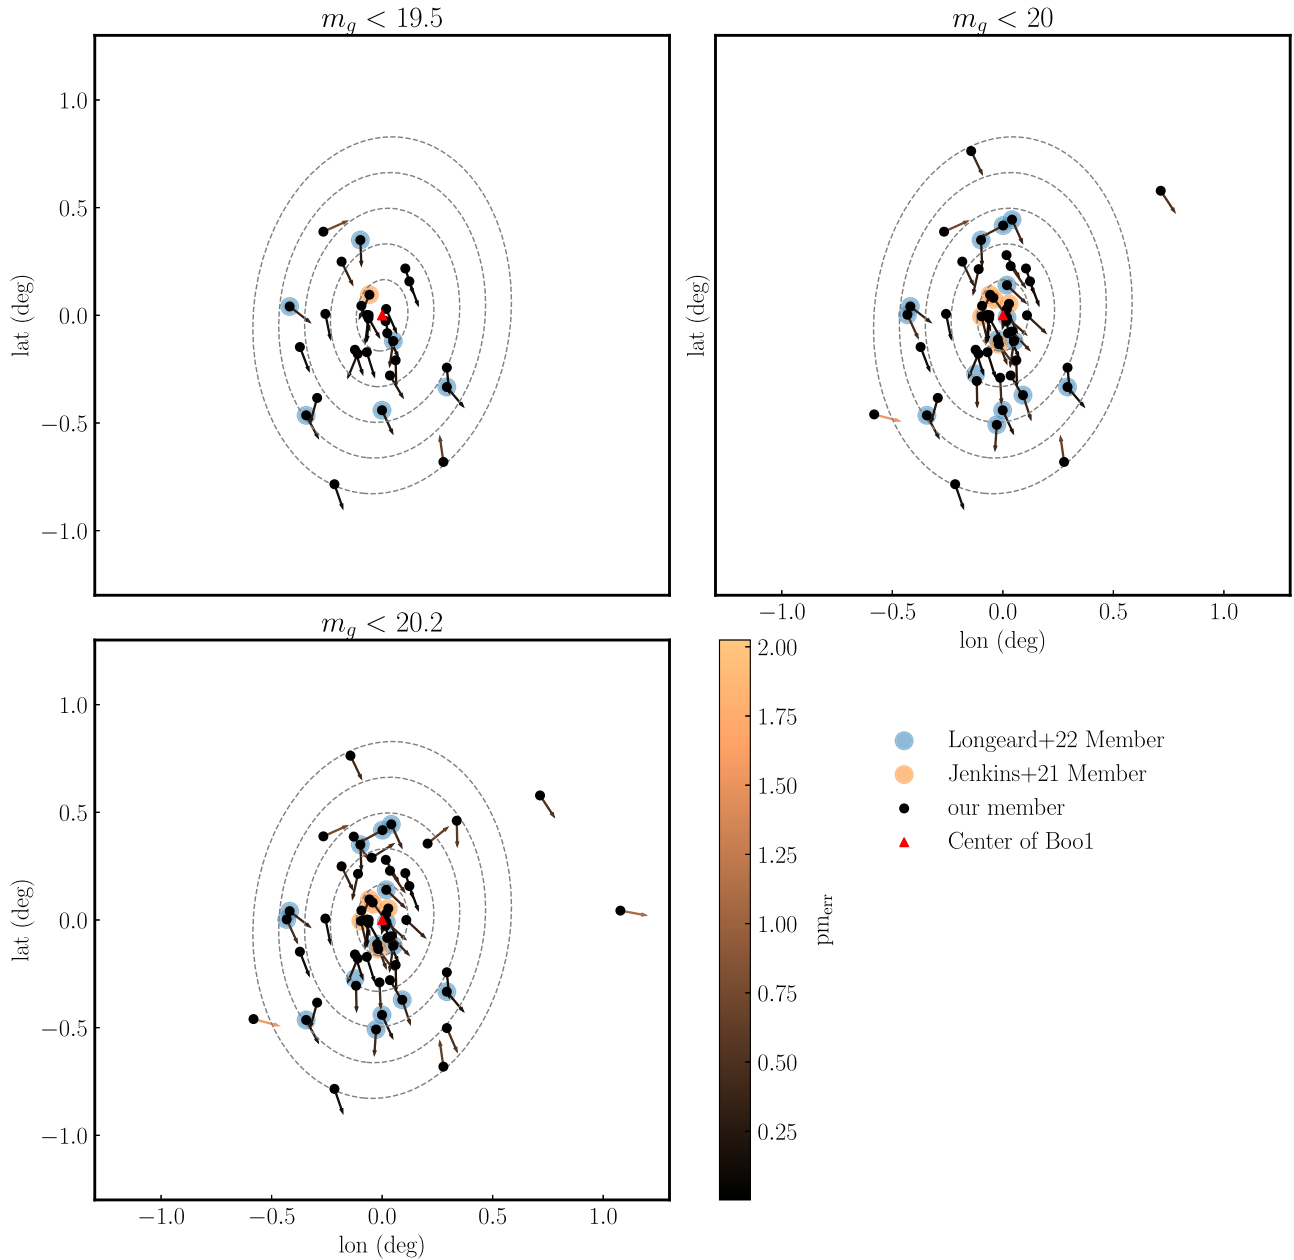 m_g < 19.5
m_g < 20
1.0
0.5
0.0
−0.5
−1.0
lat (deg)
lat (deg)
−1.0 −0.5 0.0 0.5 1.0
lon (deg)
m_g < 20.2
1.0
0.5
0.0
−0.5
−1.0
lat (deg)
−1.0 −0.5 0.0 0.5 1.0
lon (deg)
2.00
1.75
1.50
1.25
1.00
0.75
0.50
0.25
pm_err
Longeard+22 Member
Jenkins+21 Member
our member
Center of Boo1